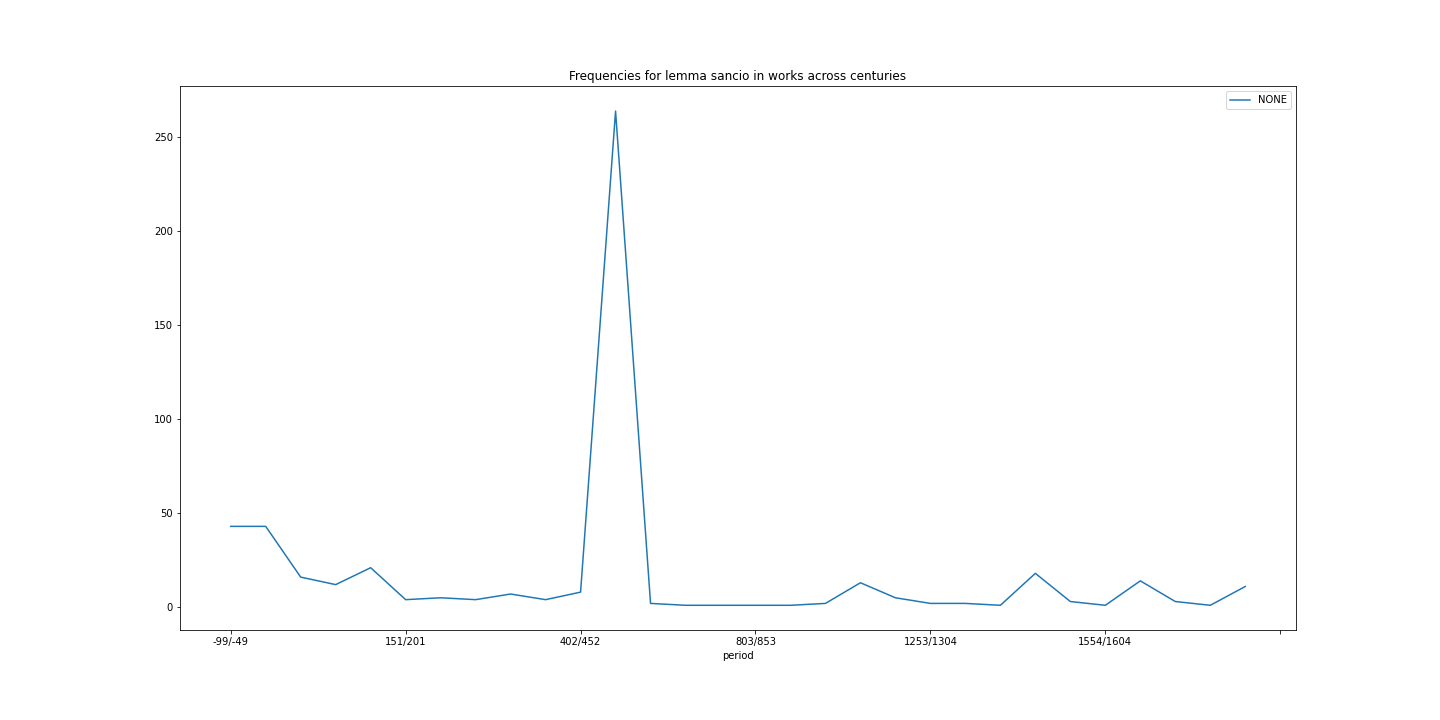 Frequencies for lemma sancio in works across centuries
NONE
250
200
150
100
50
0
-99/-49 151/201 402/452 803/853 1253/1304 1554/1604
period